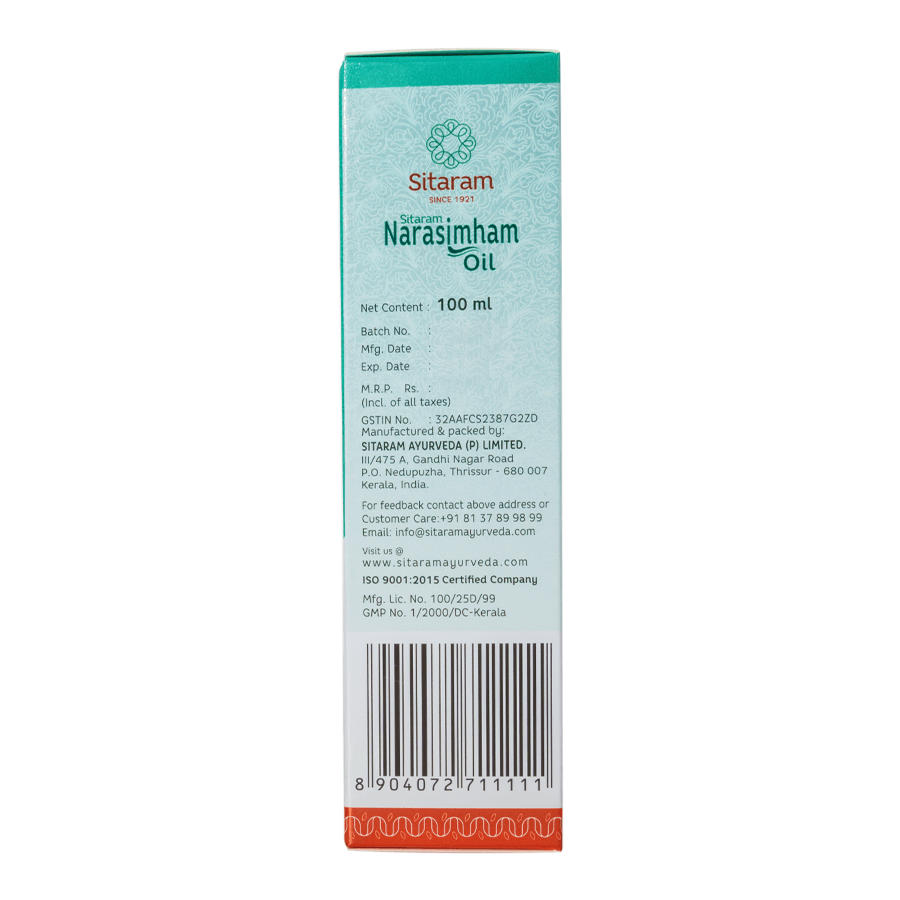 Sitaram
SINCE 1921
Sitaram
Narasimham
Oil
Net Content : 100 ml
Batch No. :
Mfg. Date :
Exp. Date :
M.R.P. Rs. :
(Incl. of all taxes)
GSTIN No. : 32AAFCS2387G2ZD
Manufactured & packed by:
SITARAM AYURVEDA (P) LIMITED.
III/475 A, Gandhi Nagar Road
P.O. Nedupuzha, Thrissur - 680 007
Kerala, India.
For feedback contact above address or
Customer Care:+91 81 37 89 98 99
Email: info@sitaramayurveda.com
Visit us @
www.sitaramayurveda.com
ISO 9001:2015 Certified Company
Mfg. Lic. No. 100/25D/99
GMP No. 1/2000/DC-Kerala
8 904072 711111